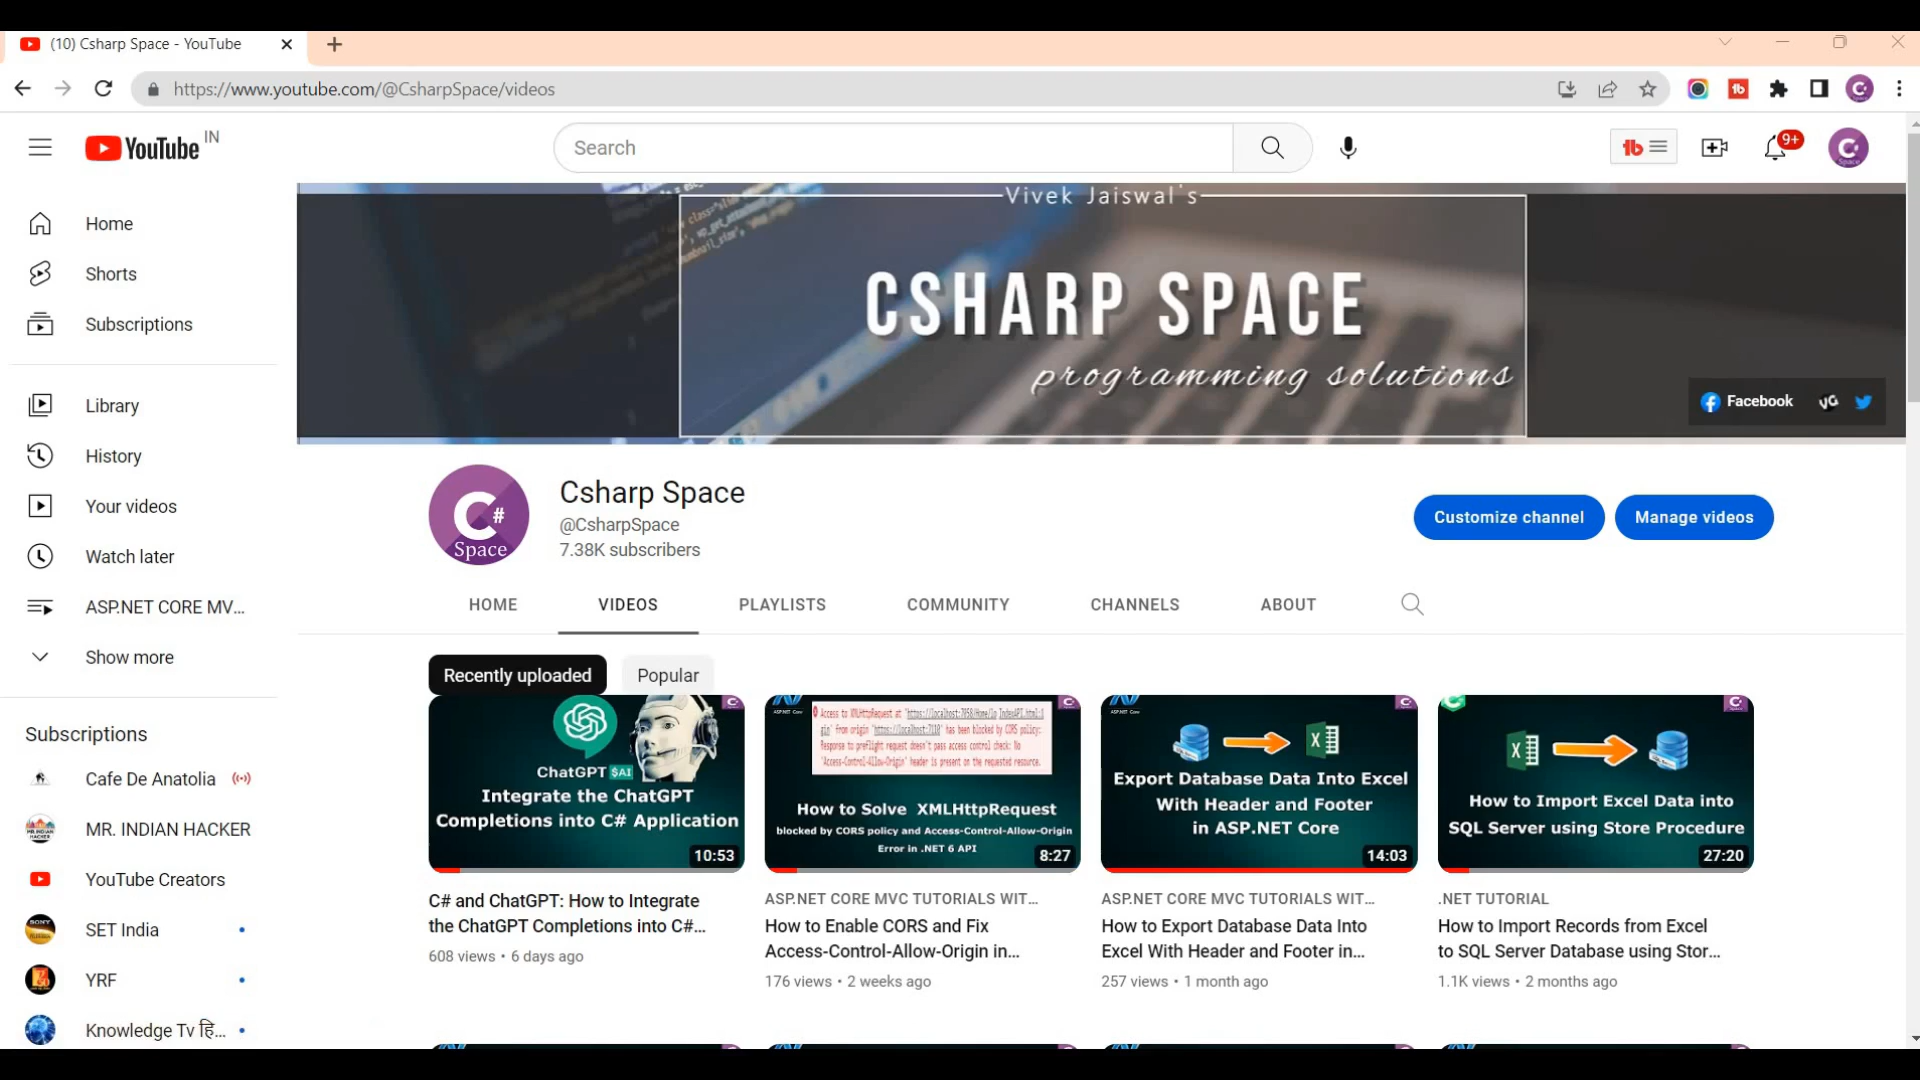 (10) Csharp Space - YouTube
https://www.youtube.com/@CsharpSpace/videos
YouTube IN
Search
9+
Home
Shorts
Subscriptions
Library
History
Your videos
Watch later
ASP.NET CORE MV...
Show more
Subscriptions
Cafe De Anatolia
MR. INDIAN HACKER
YouTube Creators
SET India
YRF
Knowledge Tv हि...
Vivek Jaiswal's
CSHARP SPACE
programming solutions
Facebook
C# Space
Csharp Space
@CsharpSpace
7.38K subscribers
Customize channel
Manage videos
HOME
VIDEOS
PLAYLISTS
COMMUNITY
CHANNELS
ABOUT
Recently uploaded
Popular
ChatGPT $AI
Integrate the ChatGPT
Completions into C# Application
10:53
C# and ChatGPT: How to Integrate
the ChatGPT Completions into C#...
608 views • 6 days ago
How to Solve XMLHttpRequest
blocked by CORS policy and Access-Control-Allow-Origin
Error in .NET 6 API
8:27
ASP.NET CORE MVC TUTORIALS WIT...
How to Enable CORS and Fix
Access-Control-Allow-Origin in...
176 views • 2 weeks ago
Export Database Data Into Excel
With Header and Footer
in ASP.NET Core
14:03
ASP.NET CORE MVC TUTORIALS WIT...
How to Export Database Data Into
Excel With Header and Footer in...
257 views • 1 month ago
How to Import Excel Data into
SQL Server using Store Procedure
27:20
.NET TUTORIAL
How to Import Records from Excel
to SQL Server Database using Stor...
1.1K views • 2 months ago